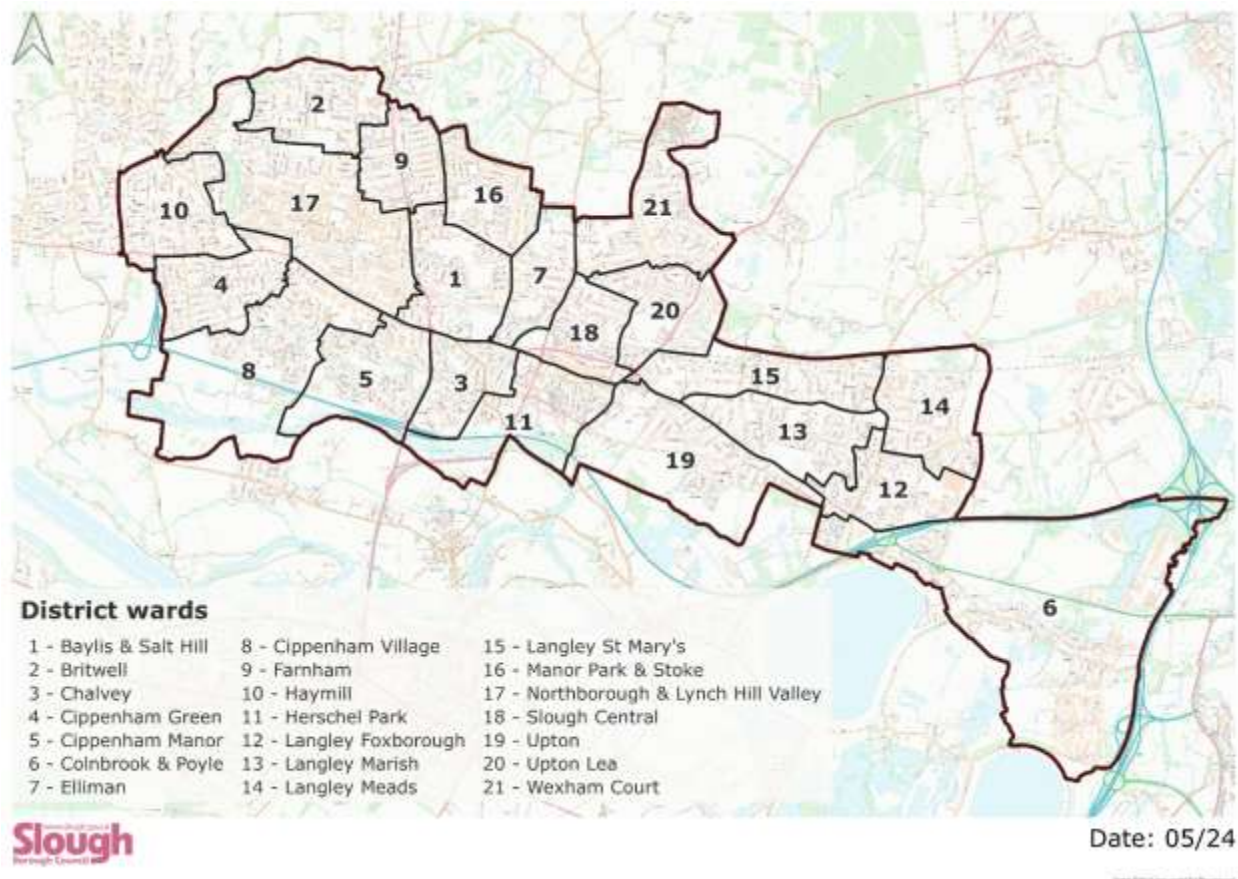 2
9
16
10
17
21
4
1
7
20
18
8
5
3
15
14
11
13
19
12
6
District wards
1 - Baylis & Salt Hill
2 - Britwell
3 - Chalvey
4 - Cippenham Green
5 - Cippenham Manor
6 - Colnbrook & Poyle
7 - Elliman
8 - Cippenham Village
9 - Farnham
10 - Haymill
11 - Herschel Park
12 - Langley Foxborough
13 - Langley Marish
14 - Langley Meads
15 - Langley St Mary's
16 - Manor Park & Stoke
17 - Northborough & Lynch Hill Valley
18 - Slough Central
19 - Upton
20 - Upton Lea
21 - Wexham Court
Slough
Borough Council
Date: 05/24